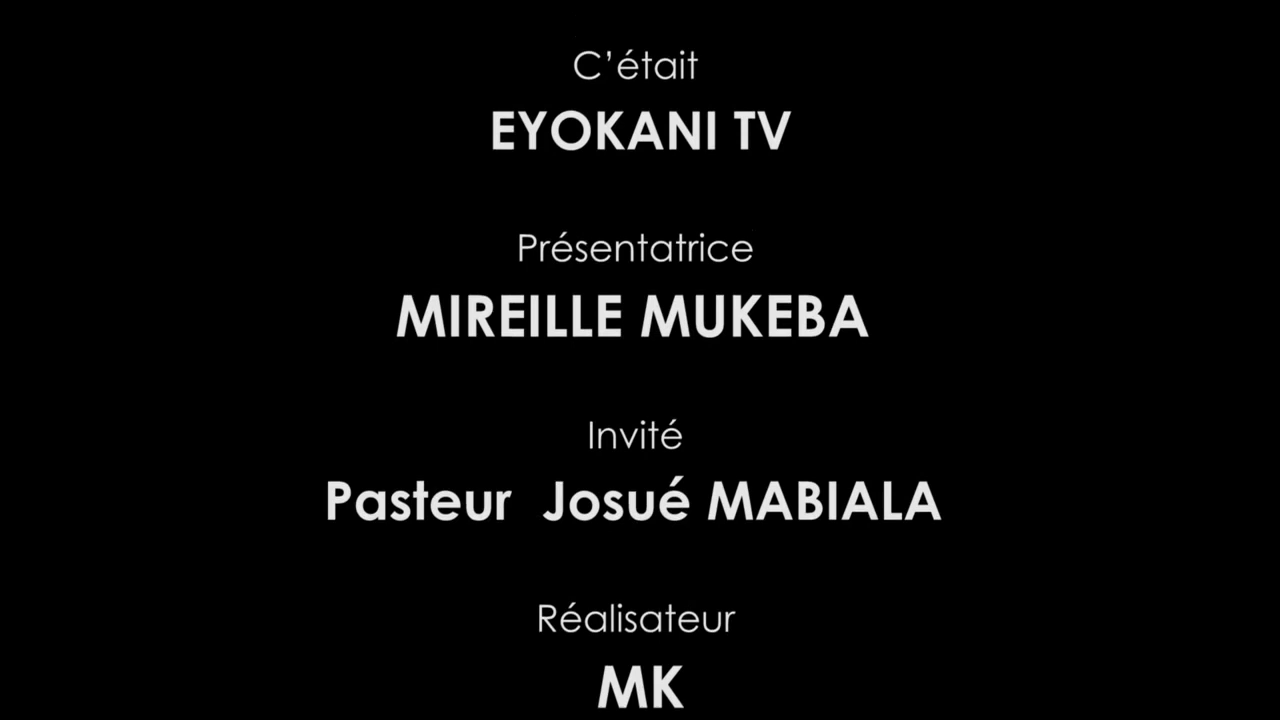 C’était
EYOKANI TV
Présentatrice
MIREILLE MUKEBA
Invité
Pasteur Josué MABIALA
Réalisateur
MK